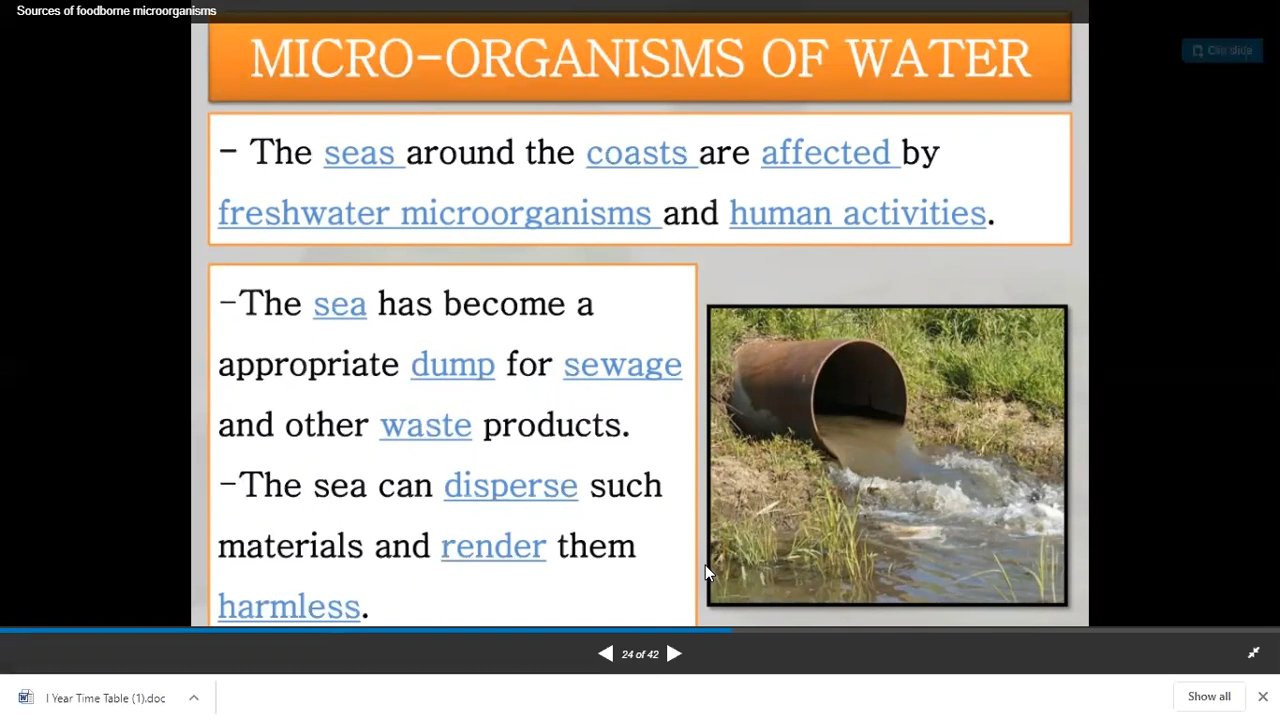 Sources of foodborne microorganisms
Clip slide
MICRO-ORGANISMS OF WATER
- The seas around the coasts are affected by
freshwater microorganisms and human activities.
-The sea has become a
appropriate dump for sewage
and other waste products.
-The sea can disperse such
materials and render them
harmless.
24 of 42
I Year Time Table (1).doc
Show all